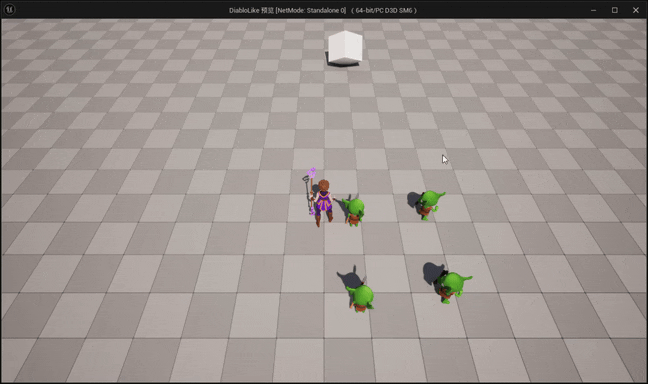 DiabloLike 预览 [NetMode: Standalone 0] ( 64-bit/PC D3D SM6 )